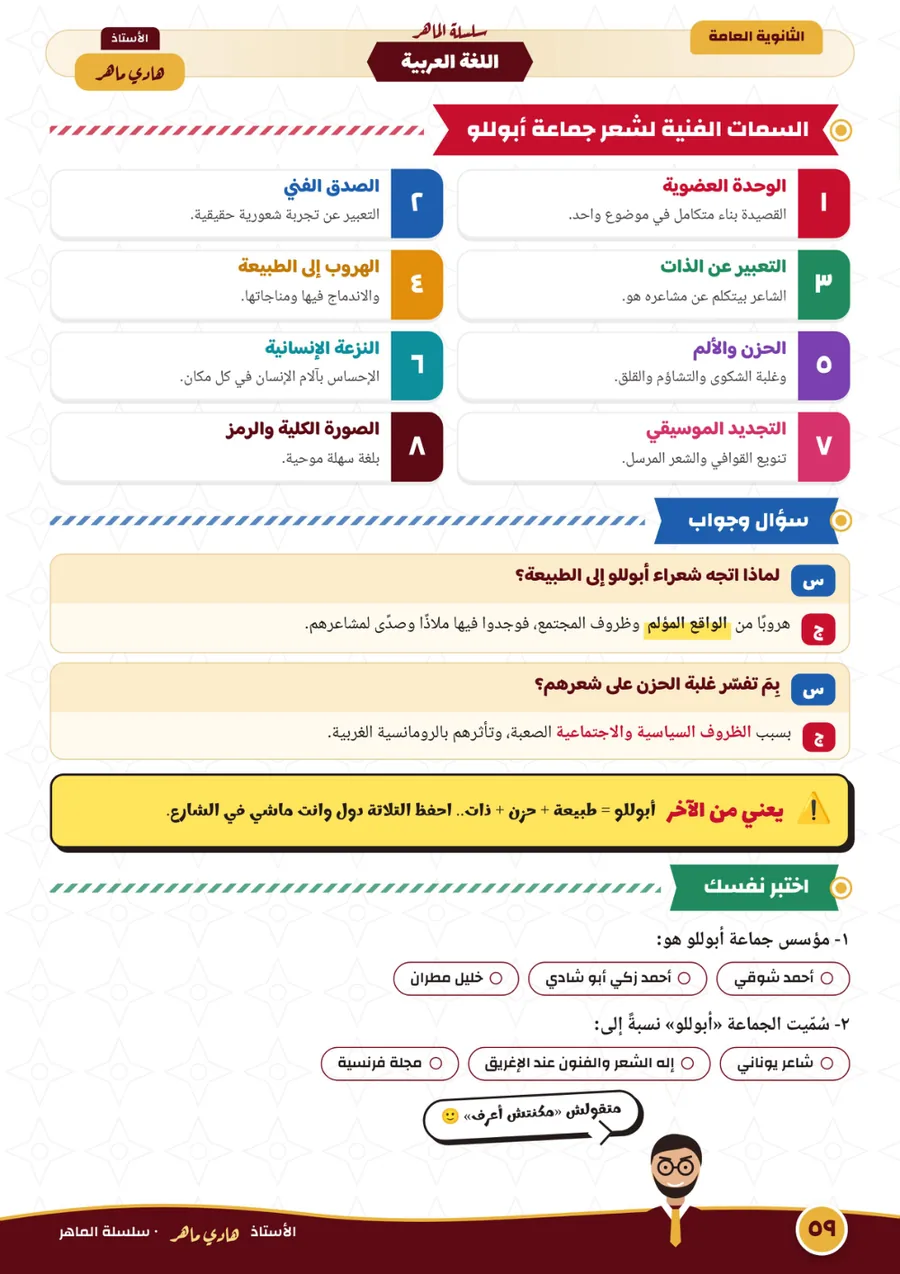 الثانوية العامة
سلسلة الماهر
اللغة العربية
الأستاذ
هادي ماهر
السمات الفنية لشعر جماعة أبوللو
١
الوحدة العضوية
القصيدة بناء متكامل في موضوع واحد.
٢
الصدق الفني
التعبير عن تجربة شعورية حقيقية.
٣
التعبير عن الذات
الشاعر بيتكلم عن مشاعره هو.
٤
الهروب إلى الطبيعة
والاندماج فيها ومناجاتها.
٥
الحزن والألم
وغلبة الشكوى والتشاؤم والقلق.
٦
النزعة الإنسانية
الإحساس بآلام الإنسان في كل مكان.
٧
التجديد الموسيقي
تنويع القوافي والشعر المرسل.
٨
الصورة الكلية والرمز
بلغة سهلة موحية.
سؤال وجواب
س لماذا اتجه شعراء أبوللو إلى الطبيعة؟
ج هروبًا من الواقع المؤلم وظروف المجتمع، فوجدوا فيها ملاذًا وصدًى لمشاعرهم.
س بِمَ تفسّر غلبة الحزن على شعرهم؟
ج بسبب الظروف السياسية والاجتماعية الصعبة، وتأثرهم بالرومانسية الغربية.
يعني من الآخر أبوللو = طبيعة + حزن + ذات.. احفظ التلاتة دول وانت ماشي في الشارع.
اختبر نفسك
١- مؤسس جماعة أبوللو هو:
أحمد شوقي أحمد زكي أبو شادي خليل مطران
٢- سُمّيت الجماعة «أبوللو» نسبةً إلى:
شاعر يوناني إله الشعر والفنون عند الإغريق مجلة فرنسية
متقولش «مكنتش أعرف» 🙂
٥٩
الأستاذ هادي ماهر · سلسلة الماهر